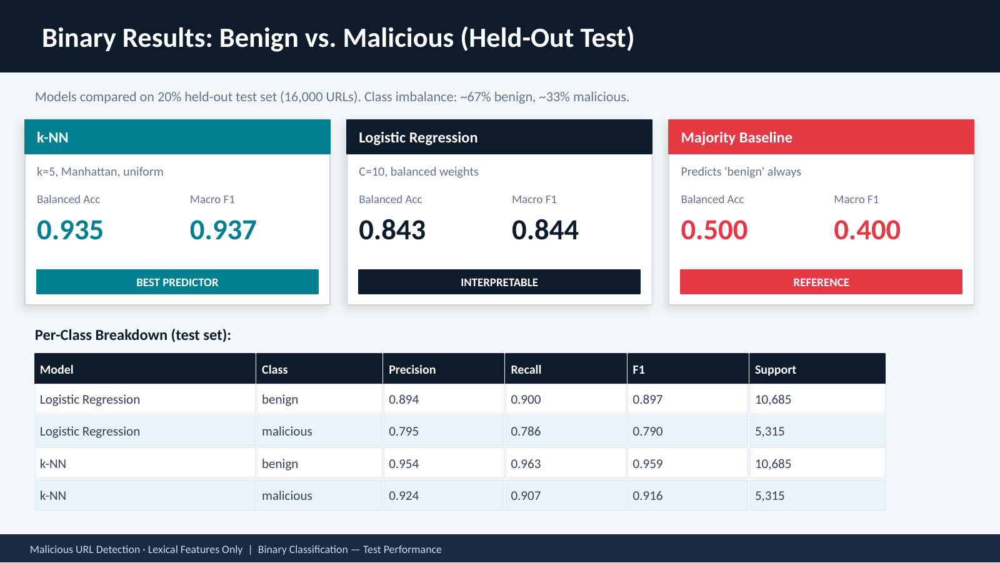 Binary Results: Benign vs. Malicious (Held-Out Test)
Models compared on 20% held-out test set (16,000 URLs). Class imbalance: ~67% benign, ~33% malicious.
k-NN
k=5, Manhattan, uniform
Balanced Acc Macro F1
0.935 0.937
BEST PREDICTOR
Logistic Regression
C=10, balanced weights
Balanced Acc Macro F1
0.843 0.844
INTERPRETABLE
Majority Baseline
Predicts 'benign' always
Balanced Acc Macro F1
0.500 0.400
REFERENCE
Per-Class Breakdown (test set):
Model Class Precision Recall F1 Support
Logistic Regression benign 0.894 0.900 0.897 10,685
Logistic Regression malicious 0.795 0.786 0.790 5,315
k-NN benign 0.954 0.963 0.959 10,685
k-NN malicious 0.924 0.907 0.916 5,315
Malicious URL Detection · Lexical Features Only | Binary Classification — Test Performance